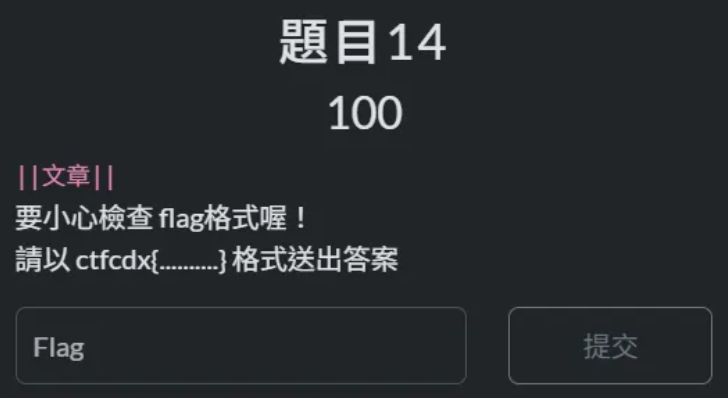 題目14
100
||文章||
要小心檢查 flag格式喔！
請以 ctfcdx{..........} 格式送出答案
Flag
提交